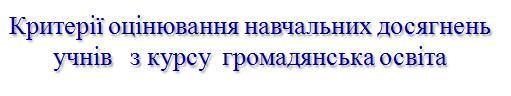 Критерії оцінювання навчальних досягнень
учнів з курсу громадянська освіта